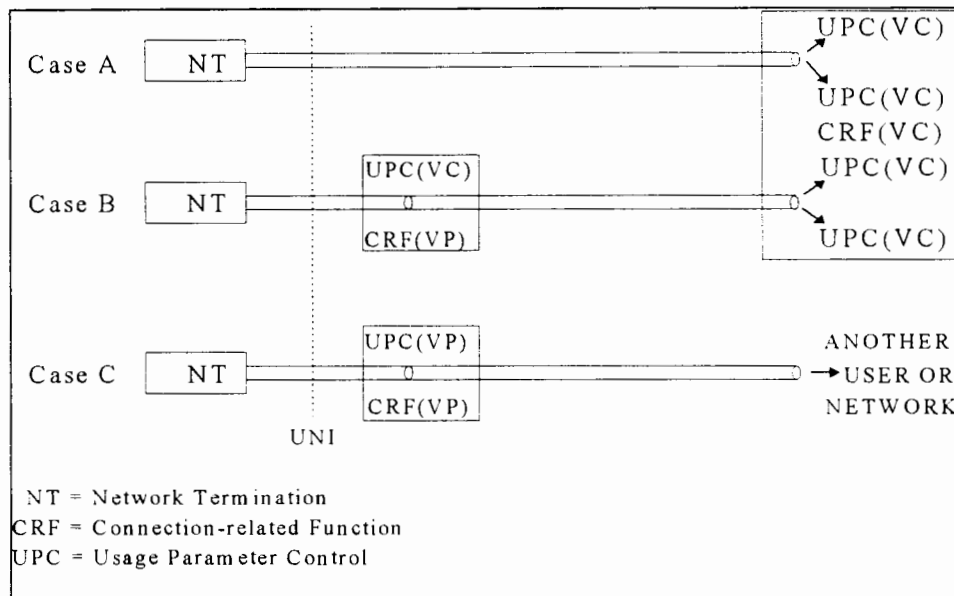 UPC(VC)
Case A NT
UPC(VC)
CRF(VC)
UPC(VC) UPC(VC)
Case B NT
CRF(VP) UPC(VC)
UPC(VP) ANOTHER
Case C NT USER OR
CRF(VP) NETWORK
UNI
NT = Network Termination
CRF = Connection-related Function
UPC = Usage Parameter Control